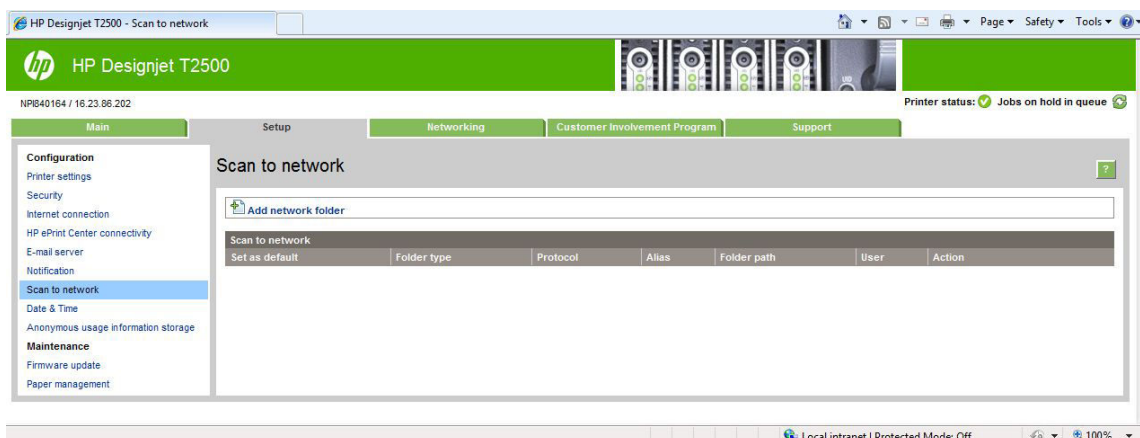 HP Designjet T2500 - Scan to network
Page Safety Tools
hp HP Designjet T2500
NPI840164 / 16.23.86.202
Printer status: Jobs on hold in queue
Main Setup Networking Customer Involvement Program Support
Configuration
Printer settings
Security
Internet connection
HP ePrint Center connectivity
E-mail server
Notification
Scan to network
Date & Time
Anonymous usage information storage
Maintenance
Firmware update
Paper management
Scan to network
?
Add network folder
Scan to network
Set as default Folder type Protocol Alias Folder path User Action
Local intranet | Protected Mode: Off 100%